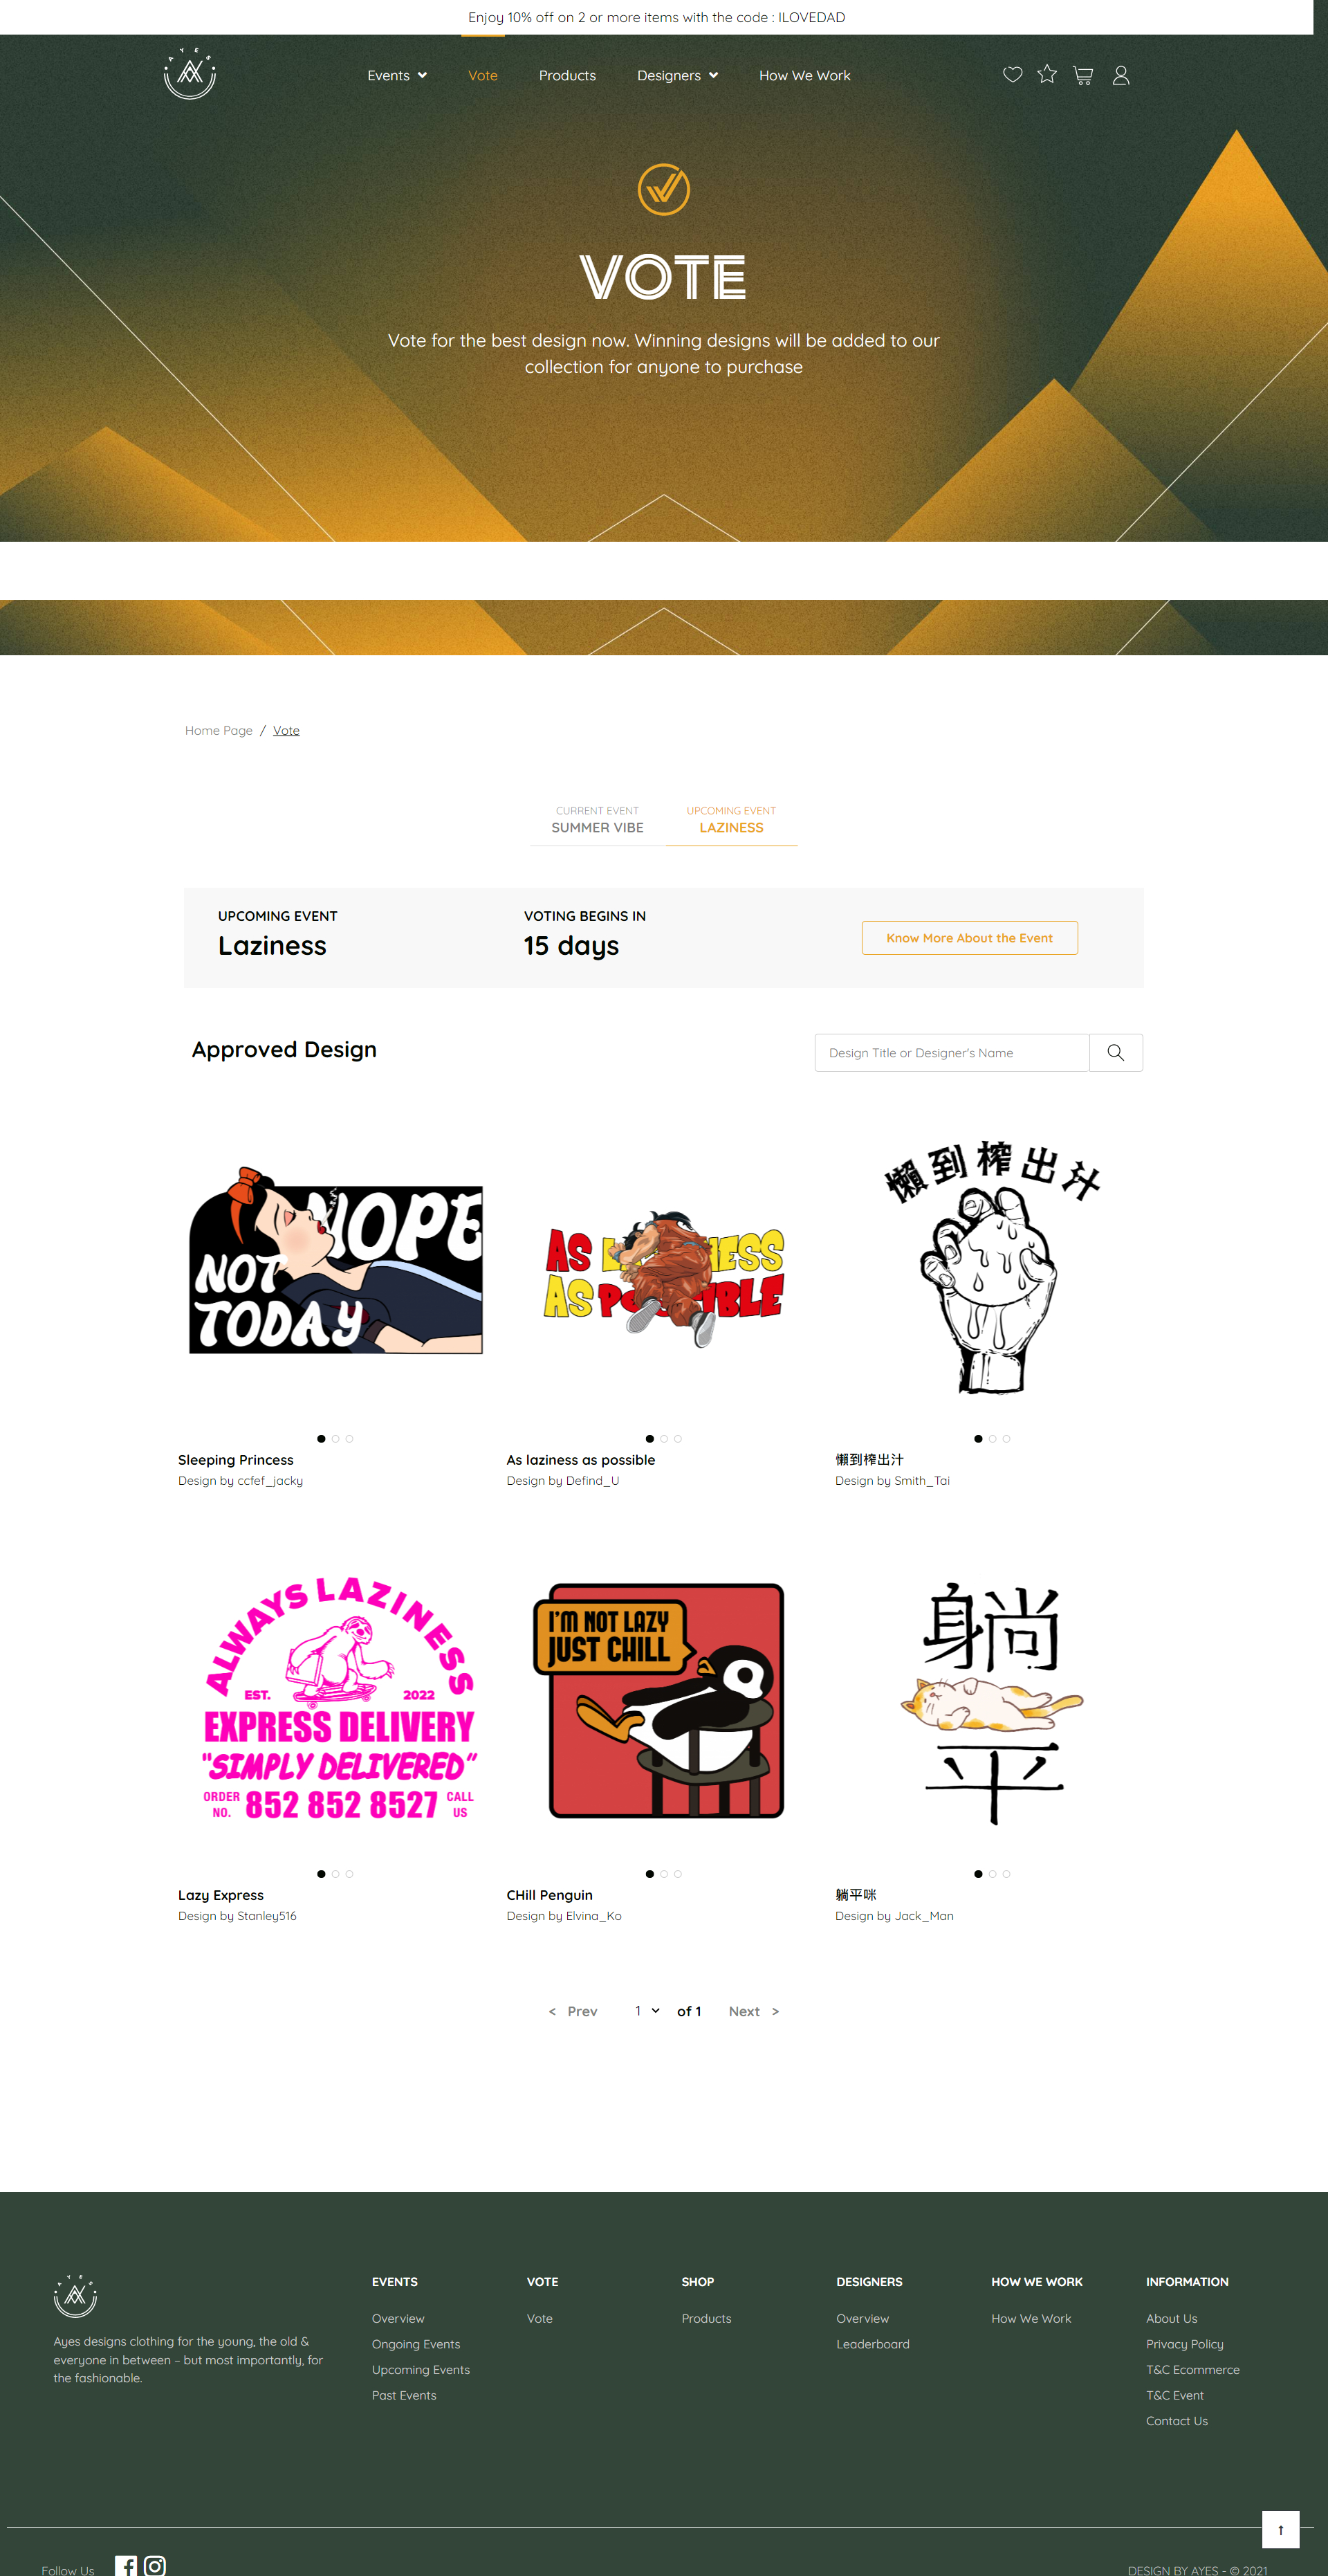 Enjoy 10% off on 2 or more items with the code : ILOVEDAD
AYES
Events
Vote
Products
Designers
How We Work
VOTE
Vote for the best design now. Winning designs will be added to our
collection for anyone to purchase
Home Page / Vote
CURRENT EVENT
SUMMER VIBE
UPCOMING EVENT
LAZINESS
UPCOMING EVENT
Laziness
VOTING BEGINS IN
15 days
Know More About the Event
Approved Design
Design Title or Designer's Name
NOPE
NOT
TODAY
Sleeping Princess
Design by ccfef_jacky
AS L NESS
AS PO IBLE
As laziness as possible
Design by Defind_U
懶到榨出汁
懶到榨出汁
Design by Smith_Tai
ALWAYS LAZINESS
EST. 2022
EXPRESS DELIVERY
"SIMPLY DELIVERED"
ORDER NO. 852 852 8527 CALL US
Lazy Express
Design by Stanley516
I'M NOT LAZY
JUST CHILL
CHill Penguin
Design by Elvina_Ko
躺
平
躺平咪
Design by Jack_Man
< Prev 1 of 1 Next >
AYES
Ayes designs clothing for the young, the old &
everyone in between – but most importantly, for
the fashionable.
EVENTS
Overview
Ongoing Events
Upcoming Events
Past Events
VOTE
Vote
SHOP
Products
DESIGNERS
Overview
Leaderboard
HOW WE WORK
How We Work
INFORMATION
About Us
Privacy Policy
T&C Ecommerce
T&C Event
Contact Us
Follow Us
DESIGN BY AYES - © 2021